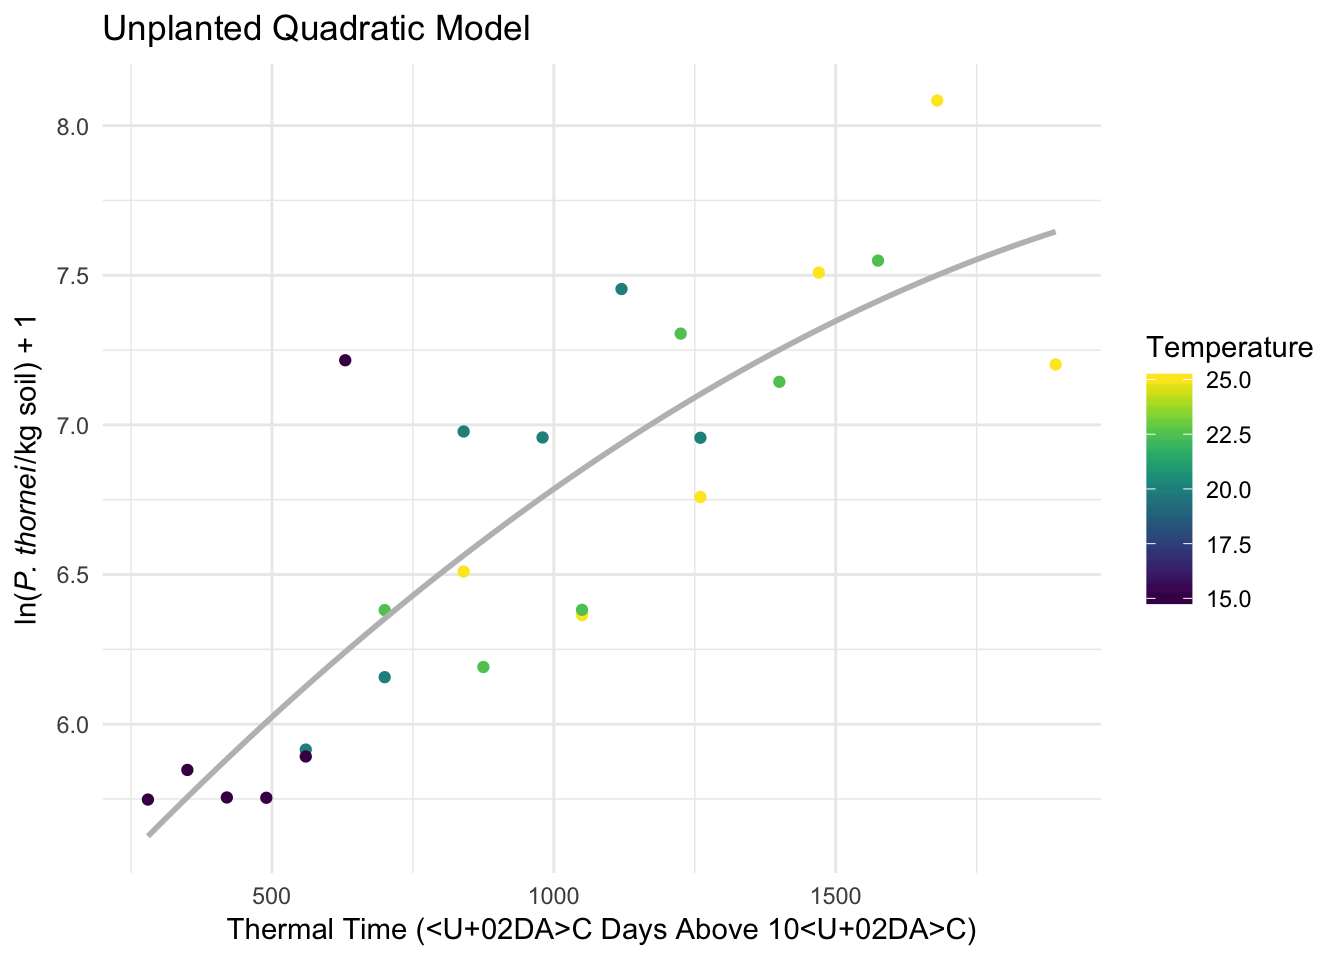 Unplanted Quadratic Model
ln(P. thornei/kg soil) + 1
8.0
7.5
7.0
6.5
6.0
500 1000 1500
Thermal Time (<U+02DA>C Days Above 10<U+02DA>C)
Temperature
25.0
22.5
20.0
17.5
15.0